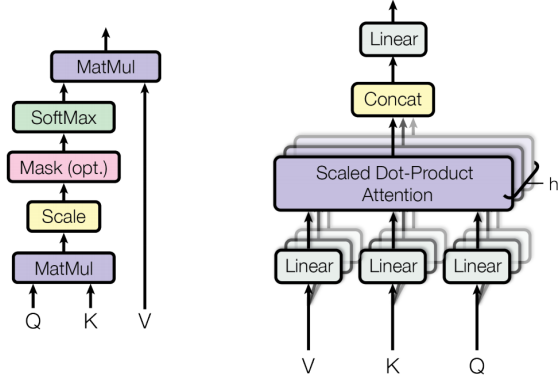 MatMul
SoftMax
Mask (opt.)
Scale
MatMul
Q K V
Linear
Concat
Scaled Dot-Product
Attention
h
Linear Linear Linear
V K Q